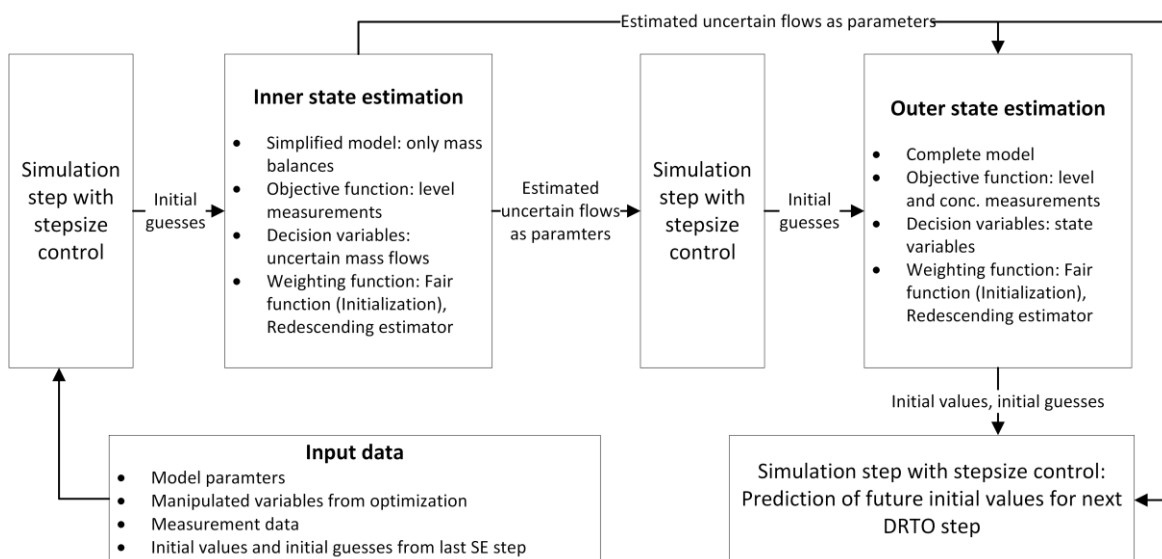 Estimated uncertain flows as parameters
Simulation
step with
stepsize
control
Initial
guesses
Inner state estimation
• Simplified model: only mass
balances
• Objective function: level
measurements
• Decision variables:
uncertain mass flows
• Weighting function: Fair
function (Initialization),
Redescending estimator
Estimated
uncertain flows
as paramters
Simulation
step with
stepsize
control
Initial
guesses
Outer state estimation
• Complete model
• Objective function: level
and conc. measurements
• Decision variables: state
variables
• Weighting function: Fair
function (Initialization),
Redescending estimator
Initial values, initial guesses
Input data
• Model paramters
• Manipulated variables from optimization
• Measurement data
• Initial values and initial guesses from last SE step
Simulation step with stepsize control:
Prediction of future initial values for next
DRTO step